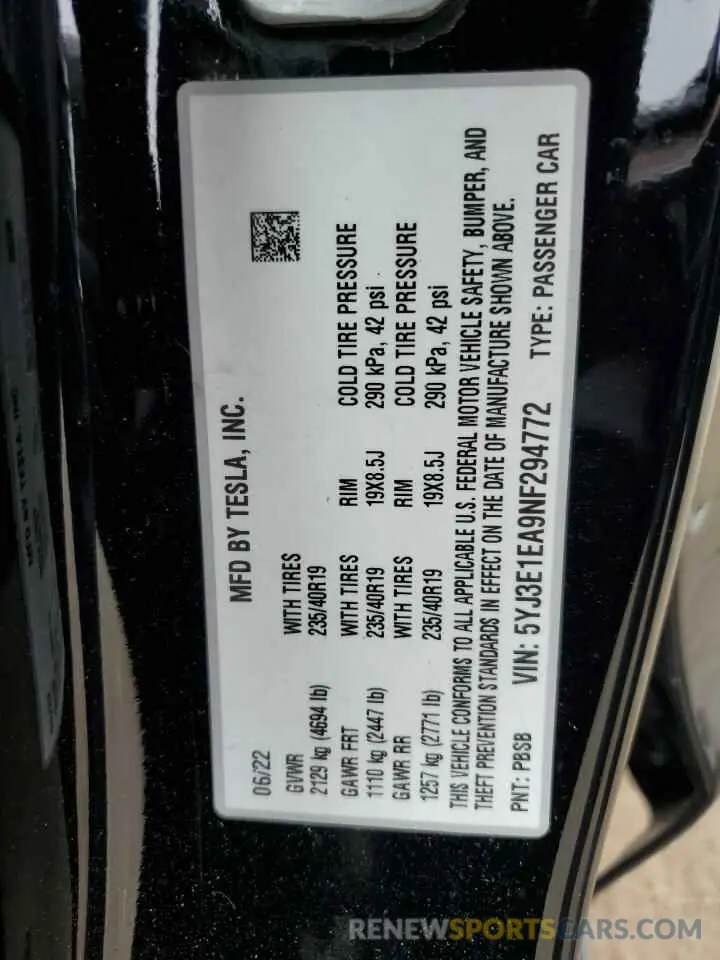 MFD BY TESLA, INC.
06/22
GVWR WITH TIRES
2129 kg (4694 lb) 235/40R19
GAWR FRT WITH TIRES RIM COLD TIRE PRESSURE
1110 kg (2447 lb) 235/40R19 19X8.5J 290 kPa, 42 psi
GAWR RR WITH TIRES RIM COLD TIRE PRESSURE
1257 kg (2771 lb) 235/40R19 19X8.5J 290 kPa, 42 psi
THIS VEHICLE CONFORMS TO ALL APPLICABLE U.S. FEDERAL MOTOR VEHICLE SAFETY, BUMPER, AND
THEFT PREVENTION STANDARDS IN EFFECT ON THE DATE OF MANUFACTURE SHOWN ABOVE.
PNT: PBSB VIN: 5YJ3E1EA9NF294772 TYPE: PASSENGER CAR
RENEWSPORTSCARS.COM